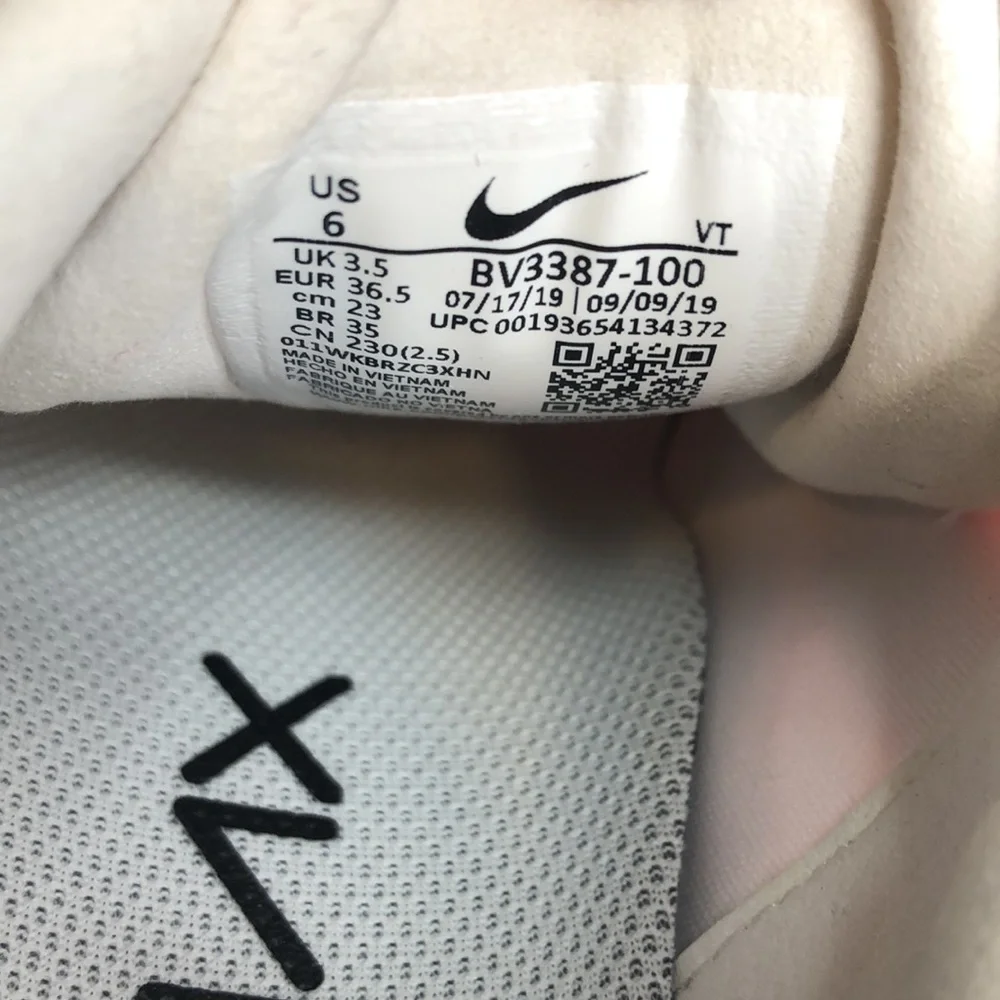 US
6
VT
UK 3.5
EUR 36.5
cm 23
BR 35
CN 230(2.5)
BV3387-100
07/17/19 | 09/09/19
UPC 00193654134372
011WKBRZC3XHN
MADE IN VIETNAM
HECHO EN VIETNAM
FABRIQUE AU VIETNAM